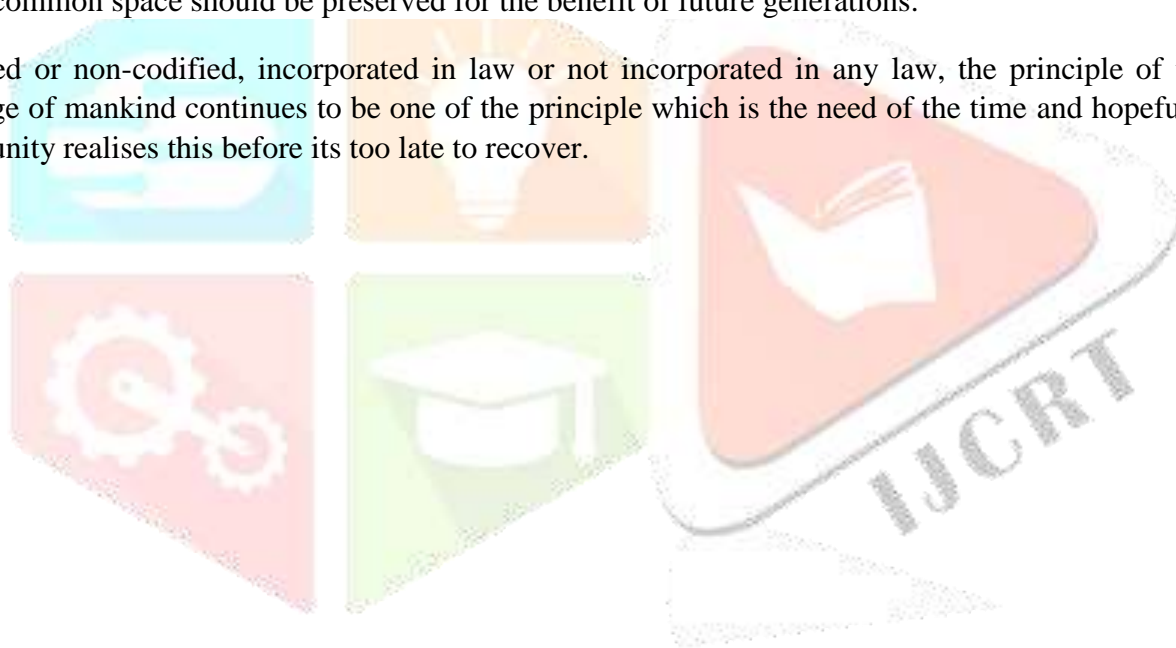 common space should be preserved for the benefit of future generations.
ed or non-codified, incorporated in law or not incorporated in any law, the principle of
ge of mankind continues to be one of the principle which is the need of the time and hopefu
unity realises this before its too late to recover.
IJCRT